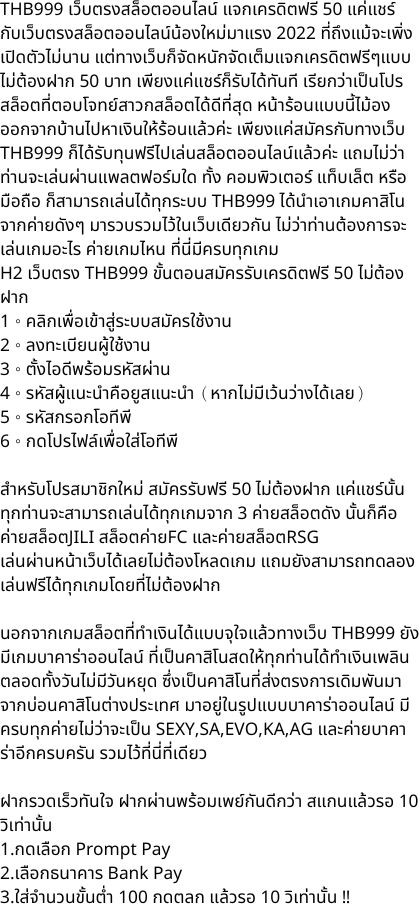 THB999 เว็บตรงสล็อตออนไลน์ แจกเครดิตฟรี 50 แค่แชร์
กับเว็บตรงสล็อตออนไลน์น้องใหม่มาแรง 2022 ที่ถึงแม้จะเพิ่ง
เปิดตัวไม่นาน แต่ทางเว็บก็จัดหนักจัดเต็มแจกเครดิตฟรีๆแบบ
ไม่ต้องฝาก 50 บาท เพียงแค่แชร์ก็รับได้ทันที เรียกว่าเป็นโปร
สล็อตที่ตอบโจทย์สาวกสล็อตได้ดีที่สุด หน้าร้อนแบบนี้ไม้อง
ออกจากบ้านไปหาเงินให้ร้อนแล้วค่ะ เพียงแค่สมัครกับทางเว็บ
THB999 ก็ได้รับทุนฟรีไปเล่นสล็อตออนไลน์แล้วค่ะ แถมไม่ว่า
ท่านจะเล่นผ่านแพลตฟอร์มใด ทั้ง คอมพิวเตอร์ แท็บเล็ต หรือ
มือถือ ก็สามารถเล่นได้ทุกระบบ THB999 ได้นำเอาเกมคาสิโน
จากค่ายดังๆ มารวบรวมไว้ในเว็บเดียวกัน ไม่ว่าท่านต้องการจะ
เล่นเกมอะไร ค่ายเกมไหน ที่นี่มีครบทุกเกม
H2 เว็บตรง THB999 ขั้นตอนสมัครรับเครดิตฟรี 50 ไม่ต้อง
ฝาก
1 ◦ คลิกเพื่อเข้าสู่ระบบสมัครใช้งาน
2 ◦ ลงทะเบียนผู้ใช้งาน
3 ◦ ตั้งไอดีพร้อมรหัสผ่าน
4 ◦ รหัสผู้แนะนำคือยูสแนะนำ（หากไม่มีเว้นว่างได้เลย）
5 ◦ รหัสกรอกโอทีพี
6 ◦ กดโปรไฟล์เพื่อใส่โอทีพี

สำหรับโปรสมาชิกใหม่ สมัครรับฟรี 50 ไม่ต้องฝาก แค่แชร์นั้น
ทุกท่านจะสามารถเล่นได้ทุกเกมจาก 3 ค่ายสล็อตดัง นั้นก็คือ
ค่ายสล็อตJILI สล็อตค่ายFC และค่ายสล็อตRSG
เล่นผ่านหน้าเว็บได้เลยไม่ต้องโหลดเกม แถมยังสามารถทดลอง
เล่นฟรีได้ทุกเกมโดยที่ไม่ต้องฝาก

นอกจากเกมสล็อตที่ทำเงินได้แบบจุใจแล้วทางเว็บ THB999 ยัง
มีเกมบาคาร่าออนไลน์ ที่เป็นคาสิโนสดให้ทุกท่านได้ทำเงินเพลิน
ตลอดทั้งวันไม่มีวันหยุด ซึ่งเป็นคาสิโนที่ส่งตรงการเดิมพันมา
จากบ่อนคาสิโนต่างประเทศ มาอยู่ในรูปแบบบาคาร่าออนไลน์ มี
ครบทุกค่ายไม่ว่าจะเป็น SEXY,SA,EVO,KA,AG และค่ายบาคา
ร่าอีกครบครัน รวมไว้ที่นี่ที่เดียว

ฝากรวดเร็วทันใจ ฝากผ่านพร้อมเพย์กันดีกว่า สแกนแล้วรอ 10
วิเท่านั้น
1.กดเลือก Prompt Pay
2.เลือกธนาคาร Bank Pay
3.ใส่จำนวนขั้นต่ำ 100 กดตลก แล้วรอ 10 วิเท่านั้น !!